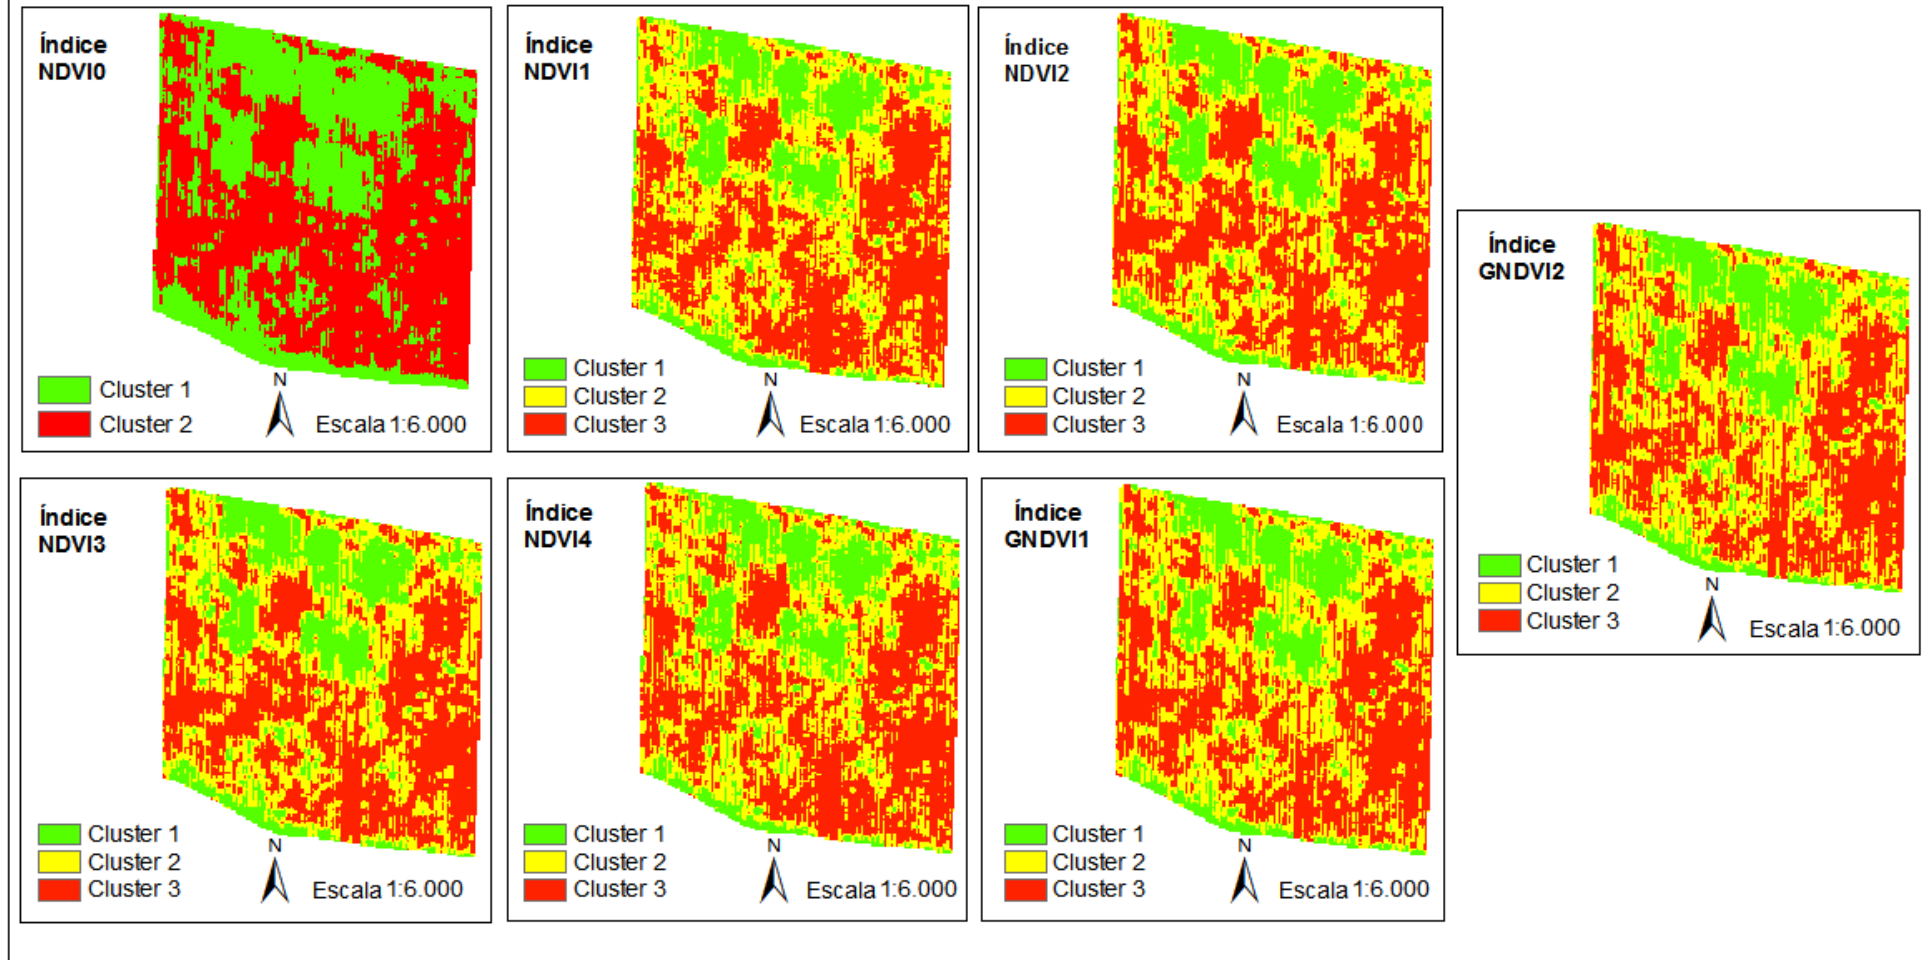 Índice
NDVI0
Cluster 1
Cluster 2
N
Escala 1:6.000
Índice
NDVI1
Cluster 1
Cluster 2
Cluster 3
N
Escala 1:6.000
Índice
NDVI2
Cluster 1
Cluster 2
Cluster 3
N
Escala 1:6.000
Índice
GNDVI2
Cluster 1
Cluster 2
Cluster 3
N
Escala 1:6.000
Índice
NDVI3
Cluster 1
Cluster 2
Cluster 3
N
Escala 1:6.000
Índice
NDVI4
Cluster 1
Cluster 2
Cluster 3
N
Escala 1:6.000
Índice
GNDVI1
Cluster 1
Cluster 2
Cluster 3
N
Escala 1:6.000